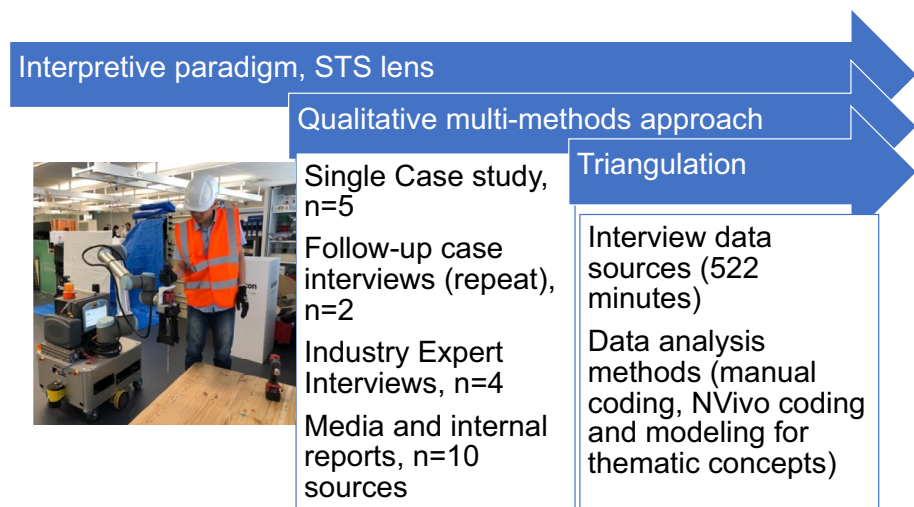 Interpretive paradigm, STS lens
Qualitative multi-methods approach
Triangulation
Single Case study,
n=5
Follow-up case
interviews (repeat),
n=2
Industry Expert
Interviews, n=4
Media and internal
reports, n=10
sources
Interview data
sources (522
minutes)
Data analysis
methods (manual
coding, NVivo coding
and modeling for
thematic concepts)